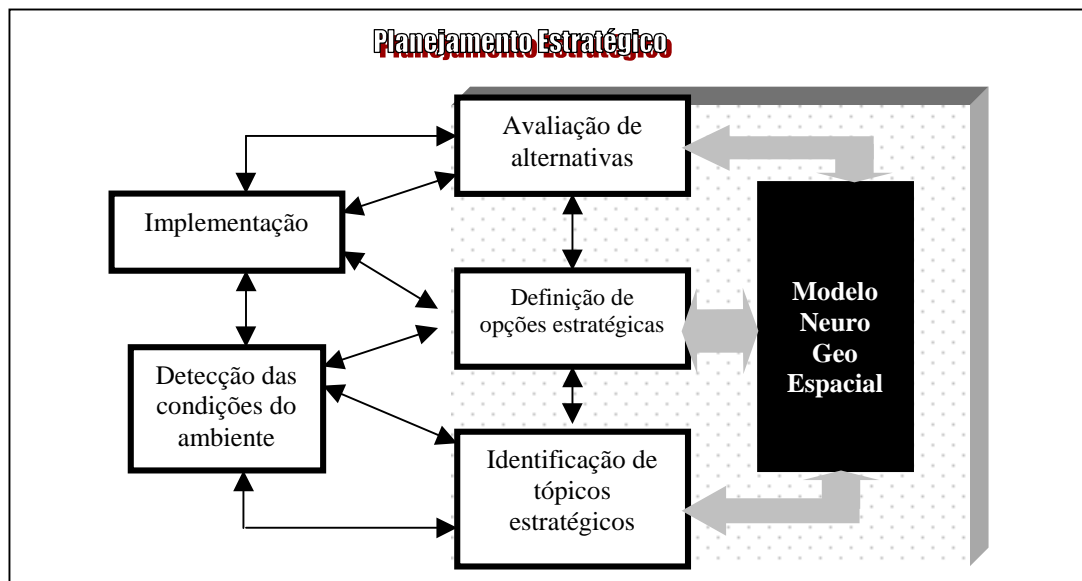 Planejamento Estratégico
Avaliação de
alternativas
Implementação
Definição de
opções estratégicas
Modelo
Neuro
Geo
Espacial
Detecção das
condições do
ambiente
Identificação de
tópicos
estratégicos